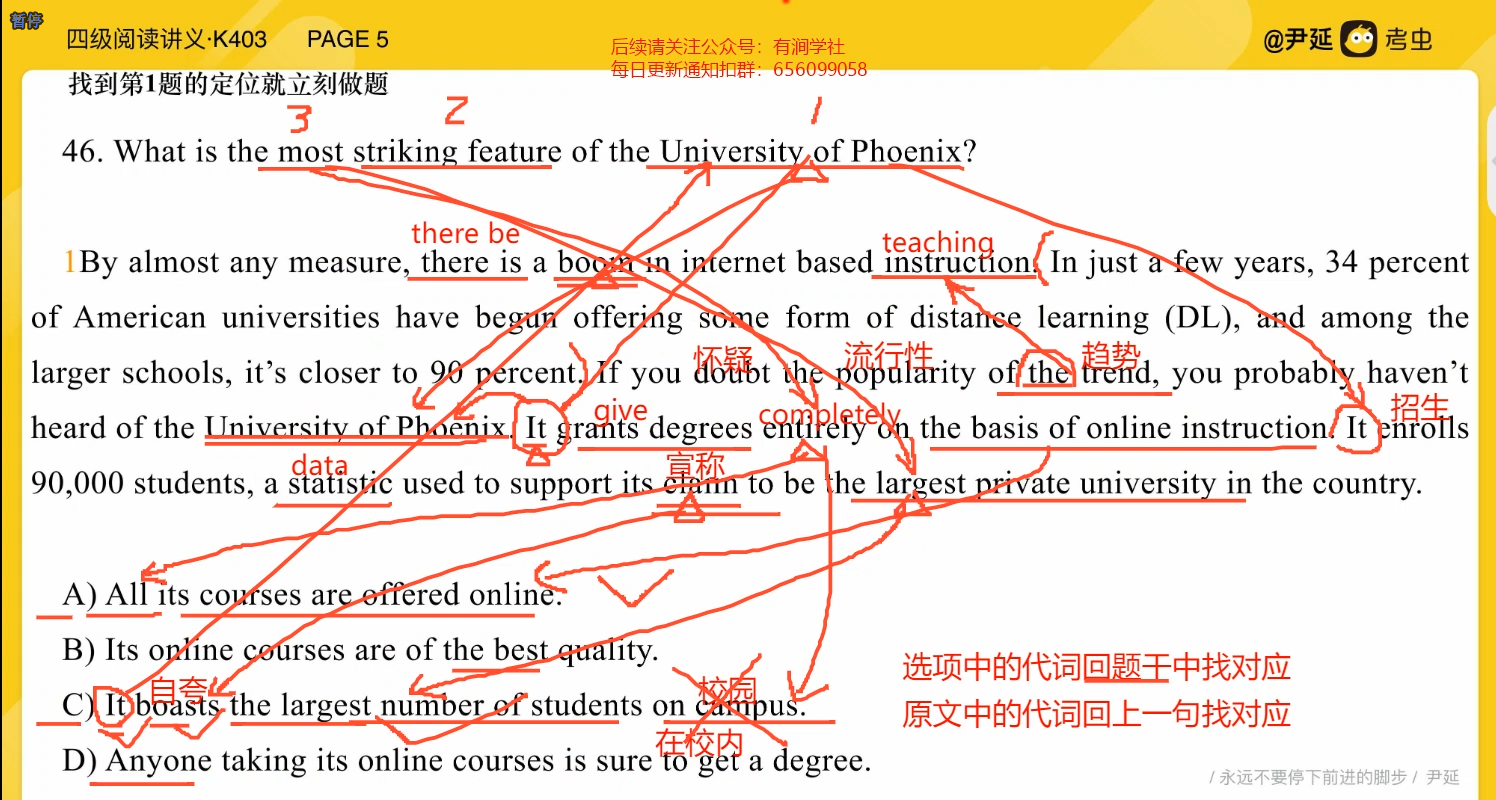 暂停
四级阅读讲义·K403 PAGE 5
后续请关注公众号：有涧学社
每日更新通知扣群：656099058
@尹延 考虫
找到第1题的定位就立刻做题
3 2 1
46. What is the most striking feature of the University of Phoenix?
there be
teaching
1By almost any measure, there is a boom in internet based instruction. In just a few years, 34 percent
of American universities have begun offering some form of distance learning (DL), and among the
怀疑 流行性 趋势
larger schools, it's closer to 90 percent. If you doubt the popularity of the trend, you probably haven't
give completely 招生
heard of the University of Phoenix. It grants degrees entirely on the basis of online instruction. It enrolls
data 宣称
90,000 students, a statistic used to support its claim to be the largest private university in the country.
A) All its courses are offered online.
B) Its online courses are of the best quality.
自夸 校园
C) It boasts the largest number of students on campus.
在校内
D) Anyone taking its online courses is sure to get a degree.
选项中的代词回题干中找对应
原文中的代词回上一句找对应
/ 永远不要停下前进的脚步 / 尹延